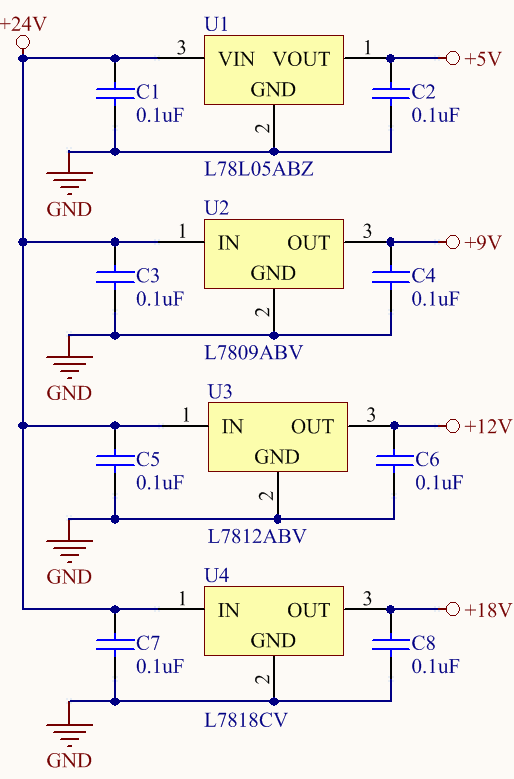 +24V
U1
3 VIN VOUT 1 +5V
GND
C1 C2
0.1uF 0.1uF
2
L78L05ABZ
GND
U2
1 IN OUT 3 +9V
GND
C3 C4
0.1uF 0.1uF
2
L7809ABV
GND
U3
1 IN OUT 3 +12V
GND
C5 C6
0.1uF 0.1uF
2
L7812ABV
GND
U4
1 IN OUT 3 +18V
GND
C7 C8
0.1uF 0.1uF
2
L7818CV
GND